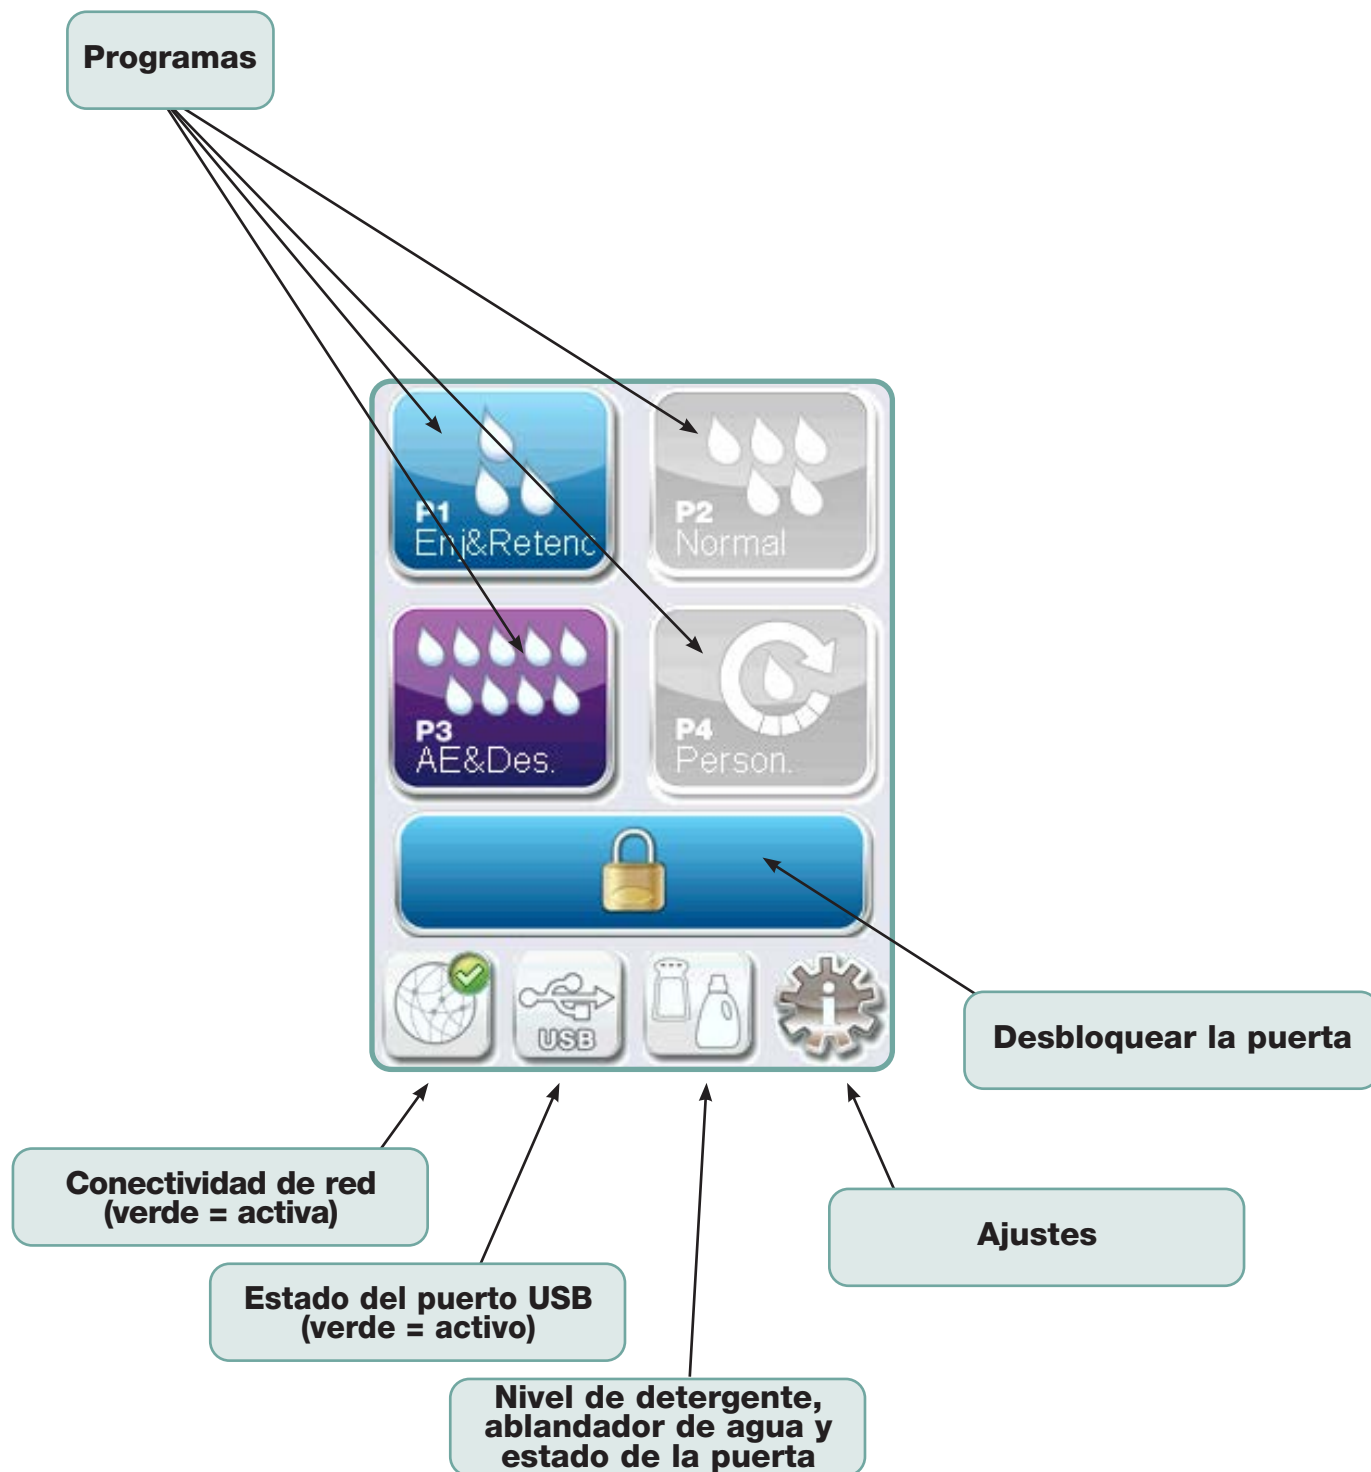 Programas
P1
Enj&Retenc
P2
Normal
P3
AE&Des.
P4
Person.
USB
i
Desbloquear la puerta
Conectividad de red
(verde = activa)
Ajustes
Estado del puerto USB
(verde = activo)
Nivel de detergente,
ablandador de agua y
estado de la puerta